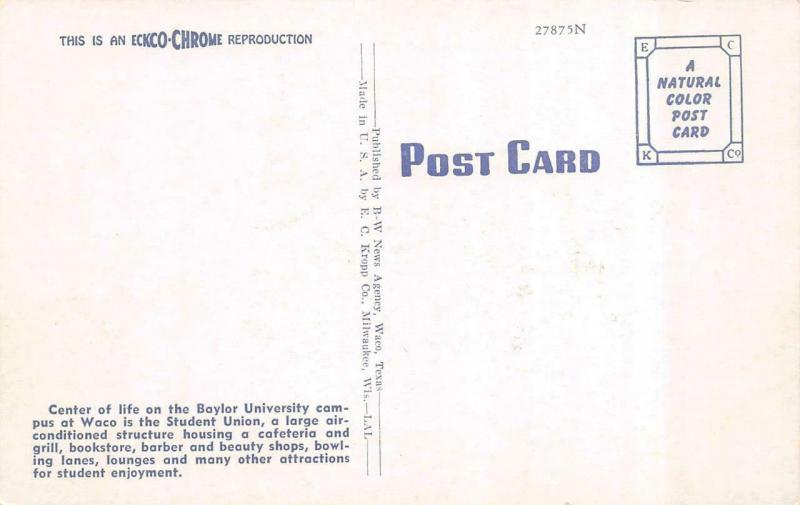 THIS IS AN ECKCO-CHROME REPRODUCTION
27875N
E C
A
NATURAL
COLOR
POST
CARD
K Co
POST CARD
Published by B-W News Agency, Waco, Texas
Made in U. S. A. by E. C. Kropp Co., Milwaukee, Wis.—LAL
Center of life on the Baylor University cam-
pus at Waco is the Student Union, a large air-
conditioned structure housing a cafeteria and
grill, bookstore, barber and beauty shops, bowl-
ing lanes, lounges and many other attractions
for student enjoyment.